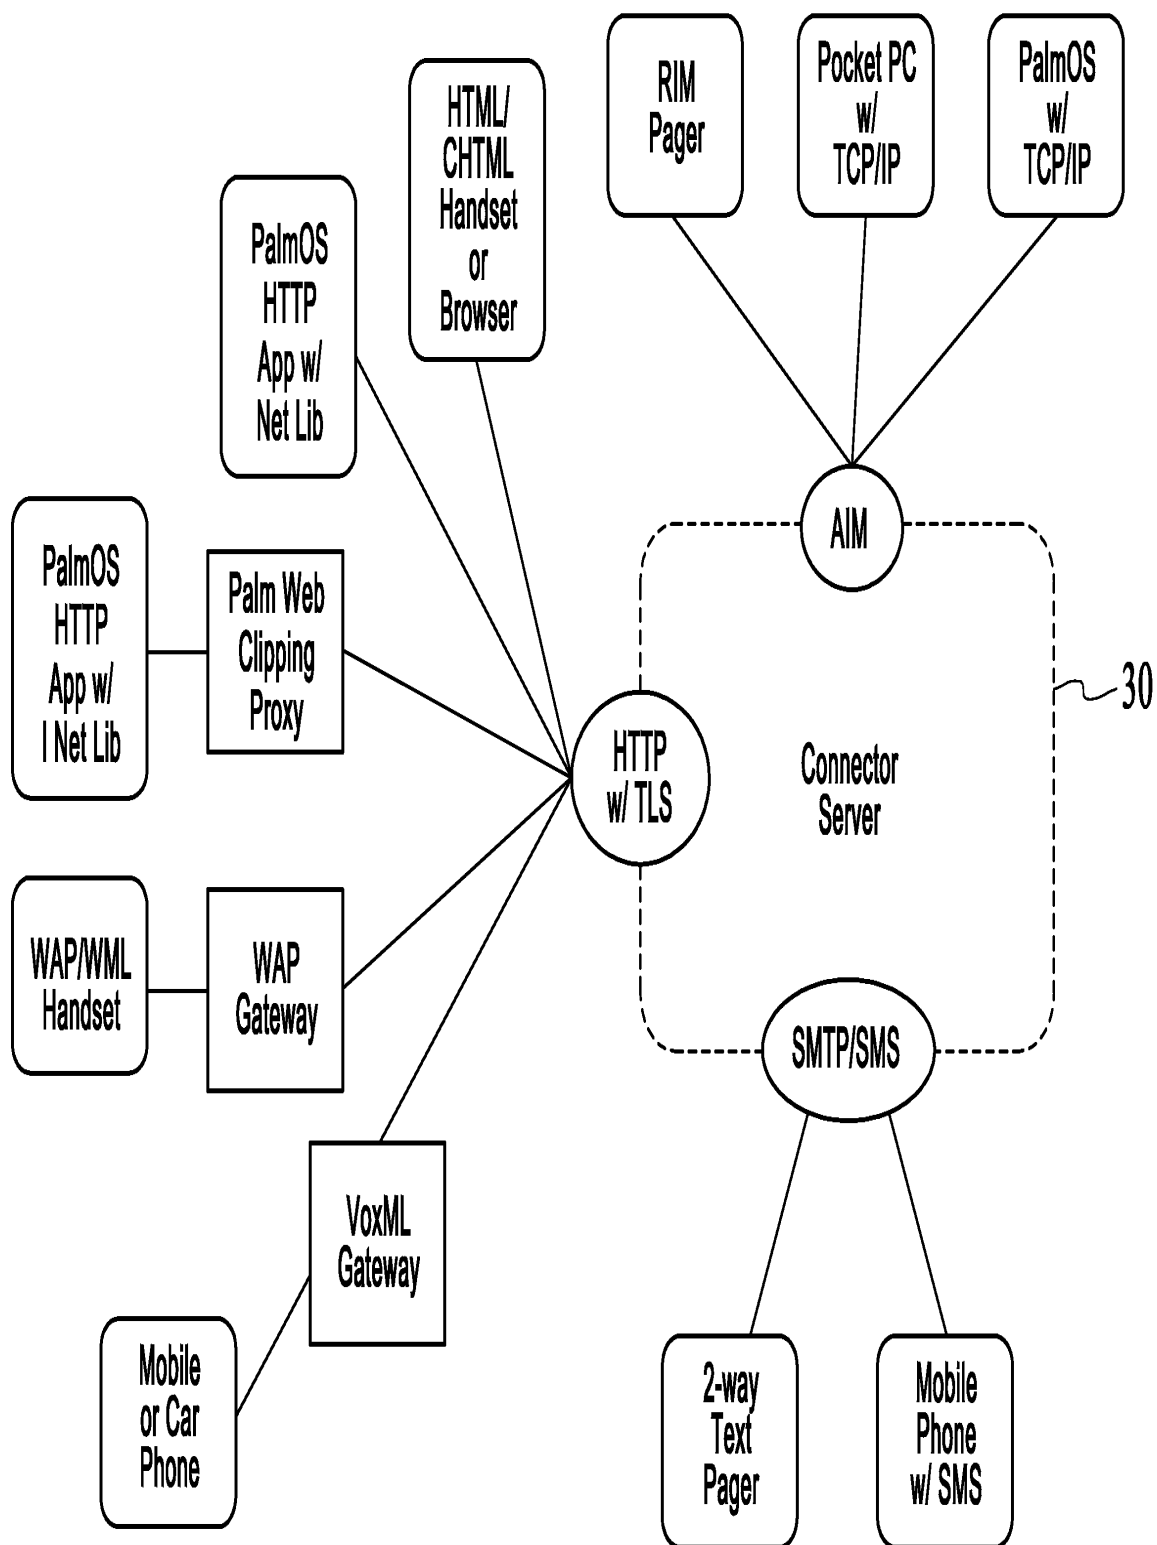 RIM
Pager
Pocket PC
w/
TCP/IP
PalmOS
w/
TCP/IP
HTML/
CHTML
Handset
or
Browser
PalmOS
HTTP
App w/
Net Lib
PalmOS
HTTP
App w/
I Net Lib
Palm Web
Clipping
Proxy
AIM
30
HTTP
w/ TLS
Connector
Server
WAP/WML
Handset
WAP
Gateway
SMTP/SMS
VoxML
Gateway
Mobile
or Car
Phone
2-way
Text
Pager
Mobile
Phone
w/ SMS